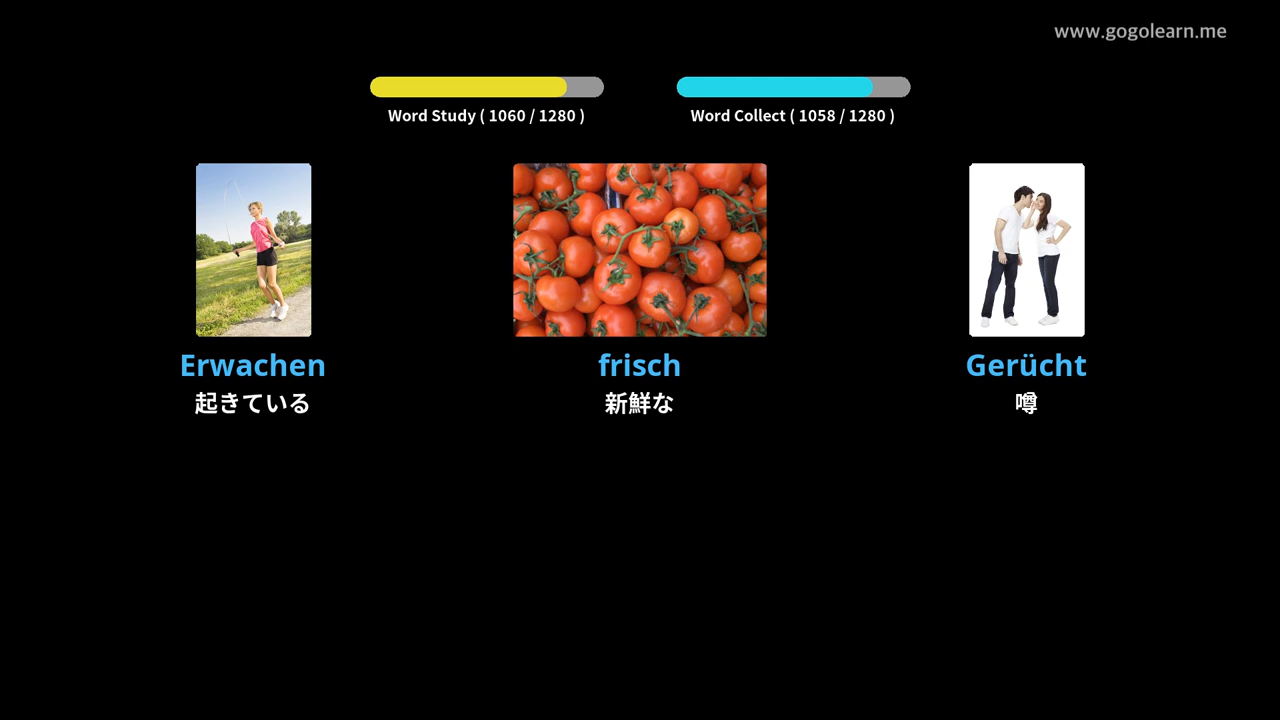 www.gogolearn.me
Word Study ( 1060 / 1280 )
Word Collect ( 1058 / 1280 )
Erwachen
frisch
Gerücht
起きている
新鮮な
噂